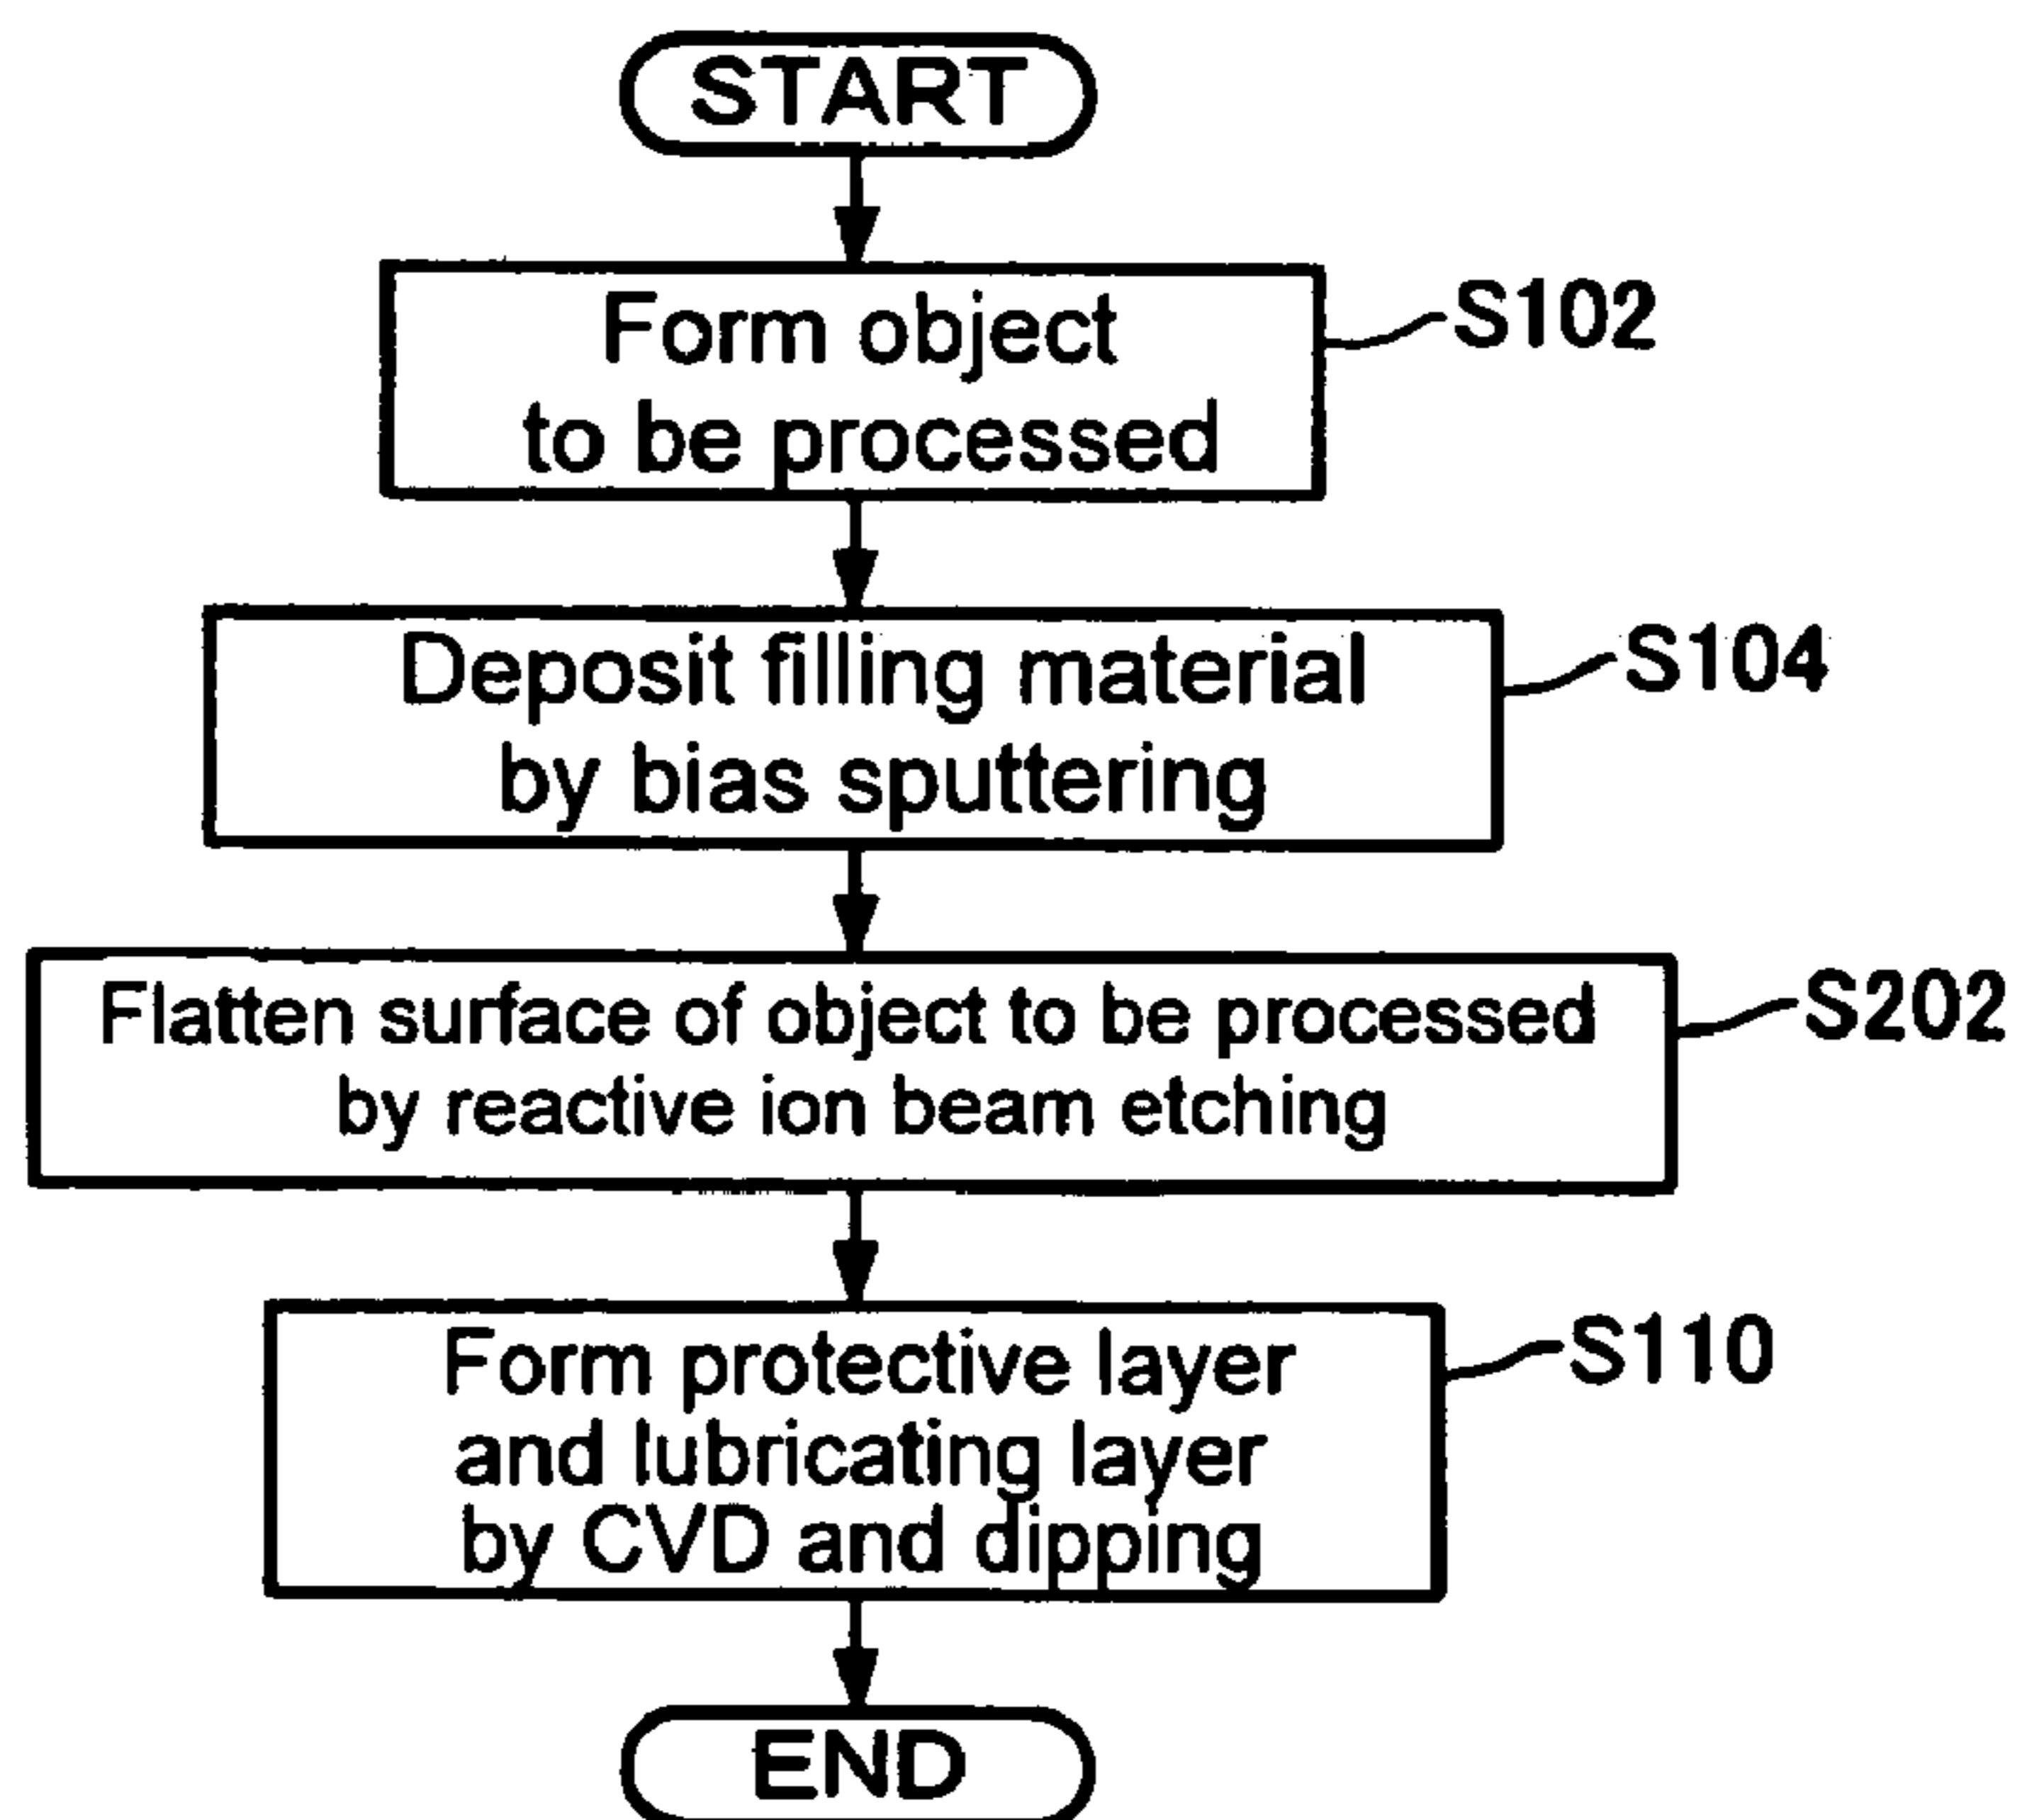 START
Form object
to be processed
S102
Deposit filling material
by bias sputtering
S104
Flatten surface of object to be processed
by reactive ion beam etching
S202
Form protective layer
and lubricating layer
by CVD and dipping
S110
END